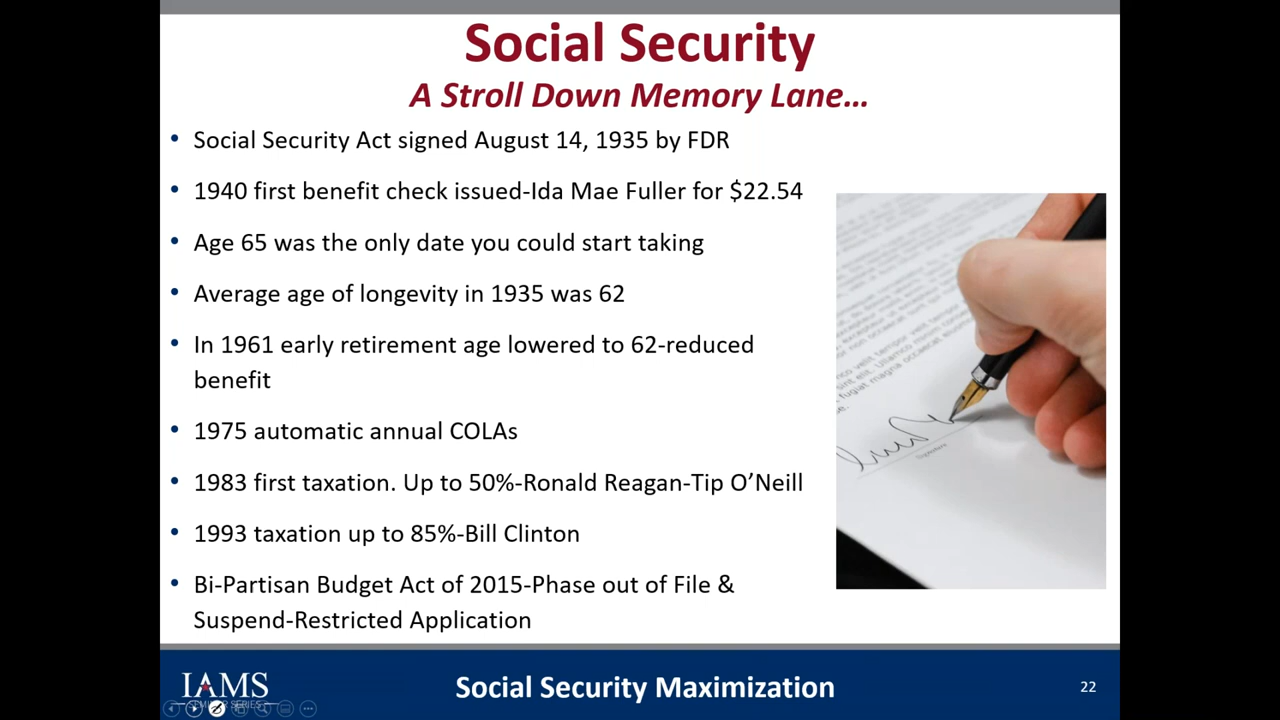 Social Security
A Stroll Down Memory Lane...
• Social Security Act signed August 14, 1935 by FDR
• 1940 first benefit check issued-Ida Mae Fuller for $22.54
• Age 65 was the only date you could start taking
• Average age of longevity in 1935 was 62
• In 1961 early retirement age lowered to 62-reduced
benefit
• 1975 automatic annual COLAs
• 1983 first taxation. Up to 50%-Ronald Reagan-Tip O’Neill
• 1993 taxation up to 85%-Bill Clinton
• Bi-Partisan Budget Act of 2015-Phase out of File &
Suspend-Restricted Application
IAMS
Social Security Maximization
22